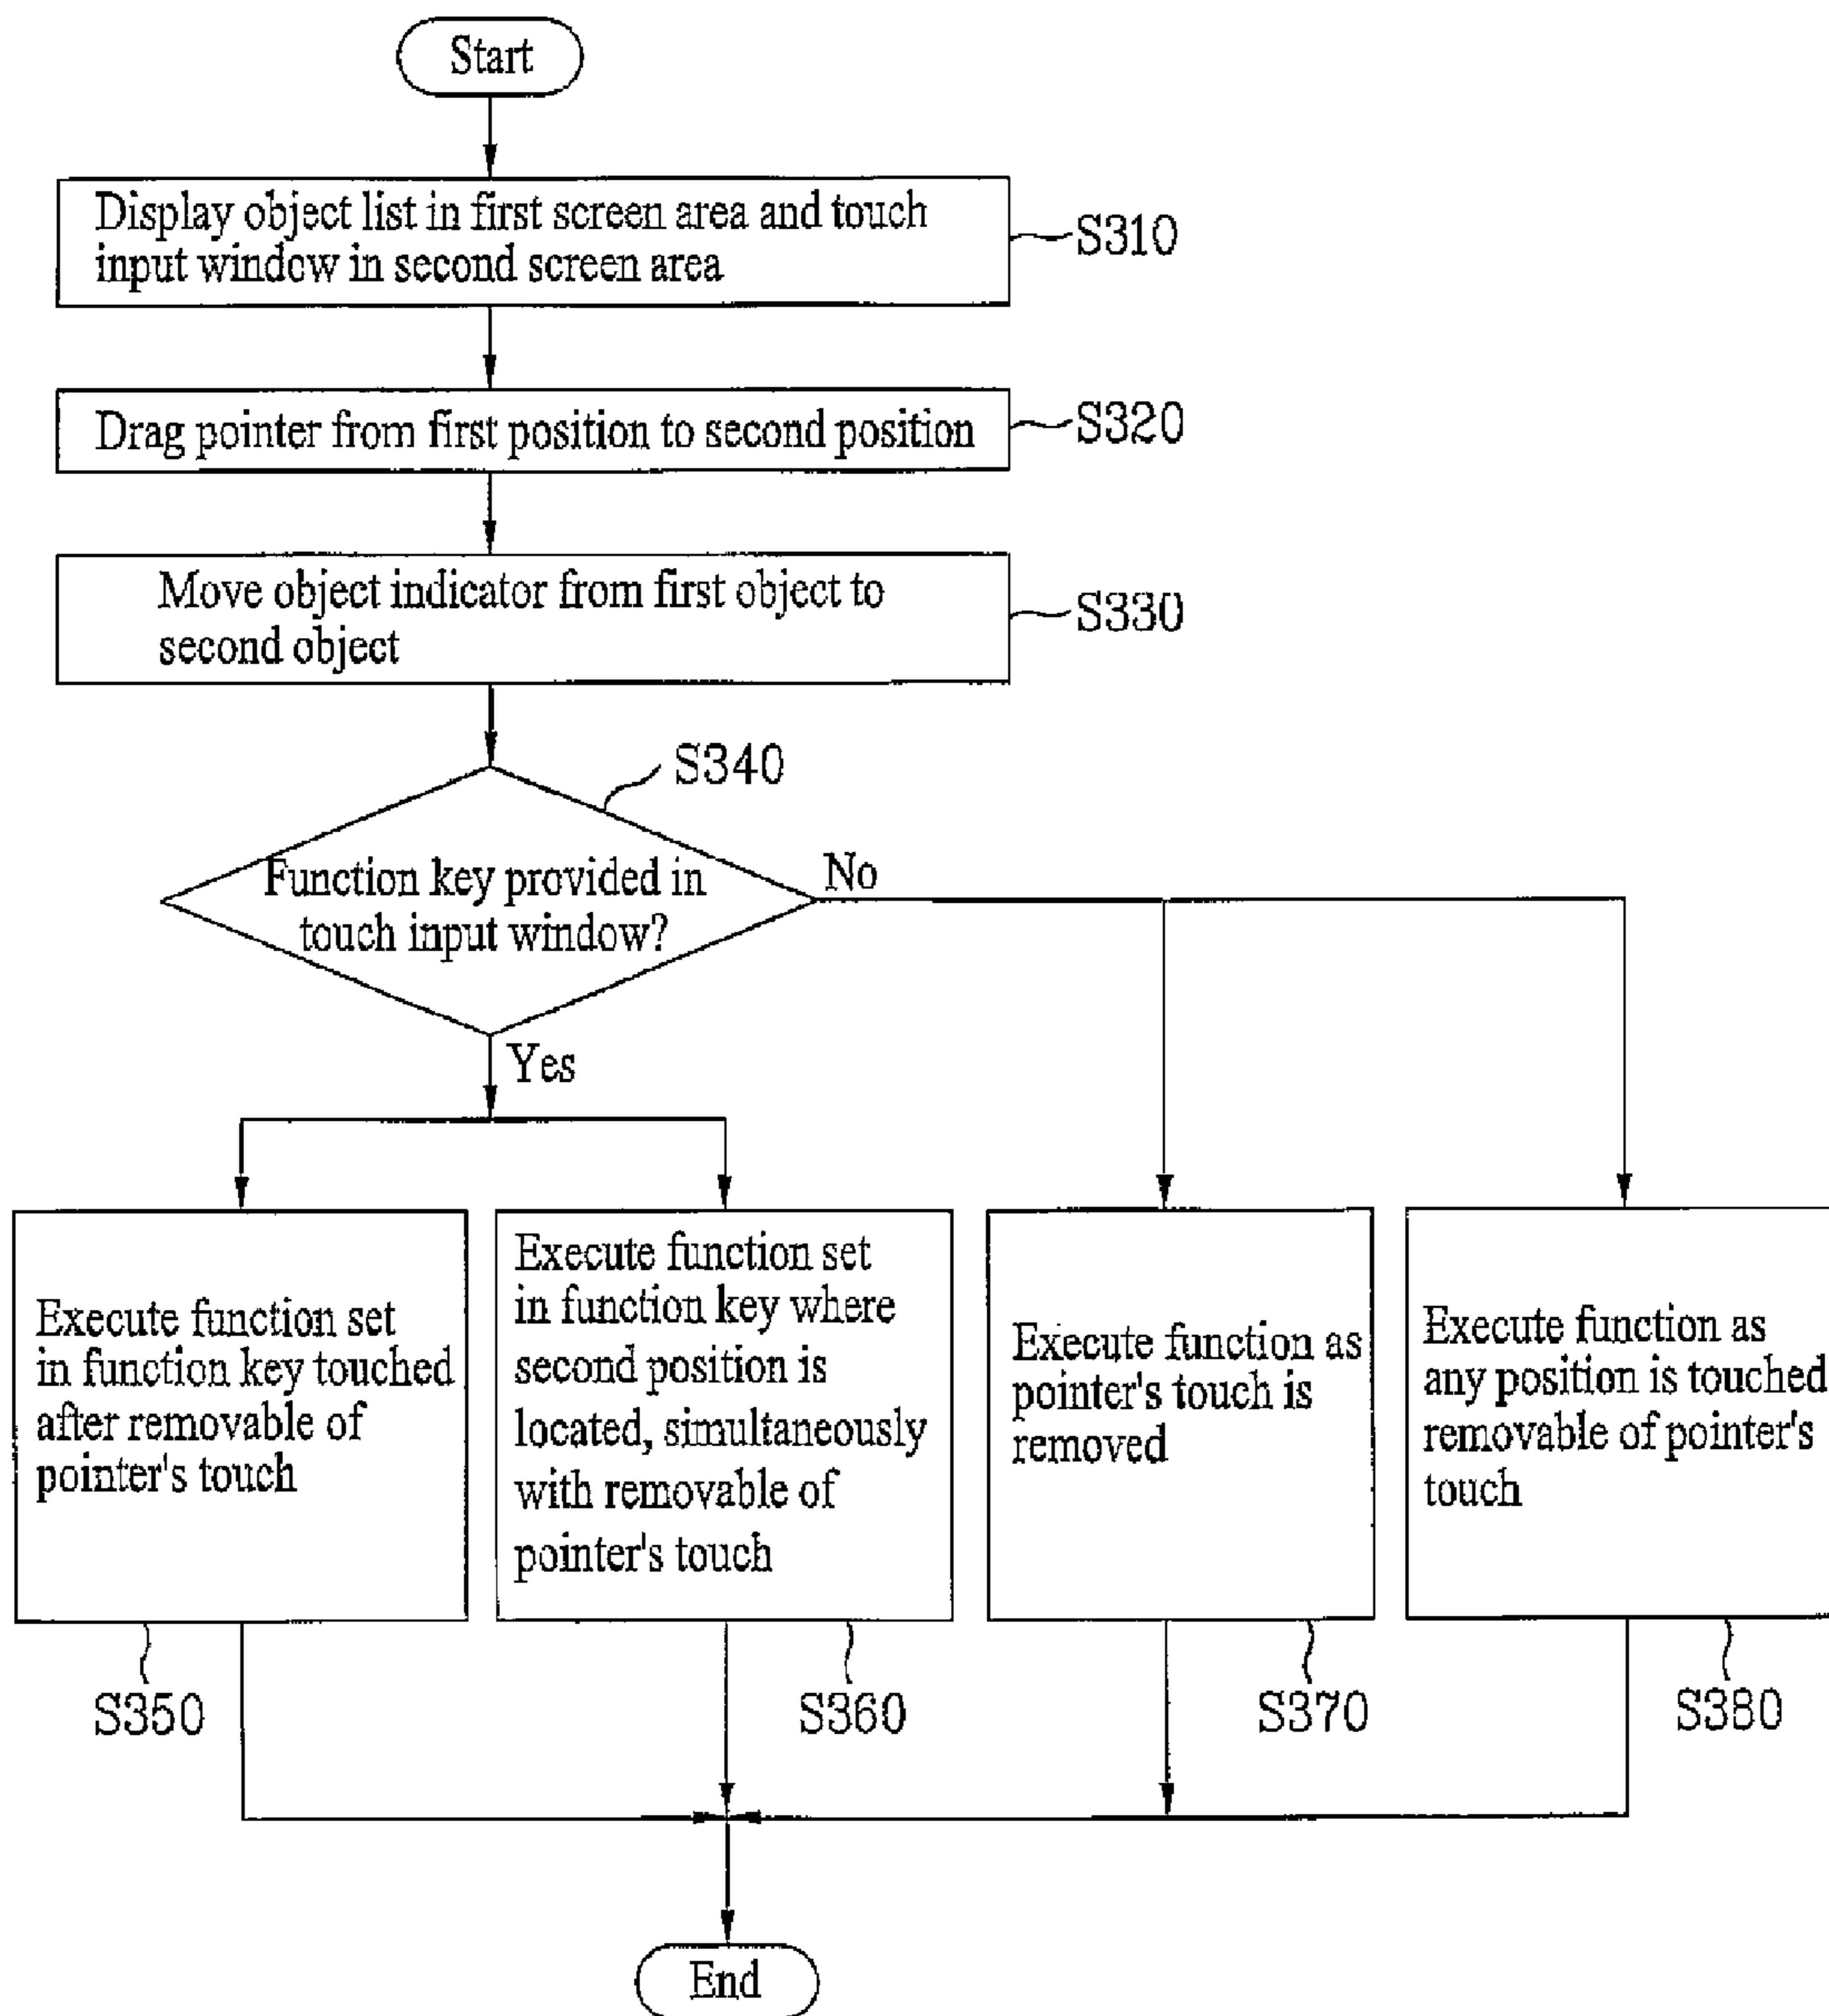 Start
Display object list in first screen area and touch
input window in second screen area
S310
Drag pointer from first position to second position
S320
Move object indicator from first object to
second object
S330
S340
Function key provided in
touch input window?
No
Yes
Execute function set
in function key touched
after removable of
pointer's touch
S350
Execute function set
in function key where
second position is
located, simultaneously
with removable of
pointer's touch
S360
Execute function as
pointer's touch is
removed
S370
Execute function as
any position is touched
removable of pointer's
touch
S380
End